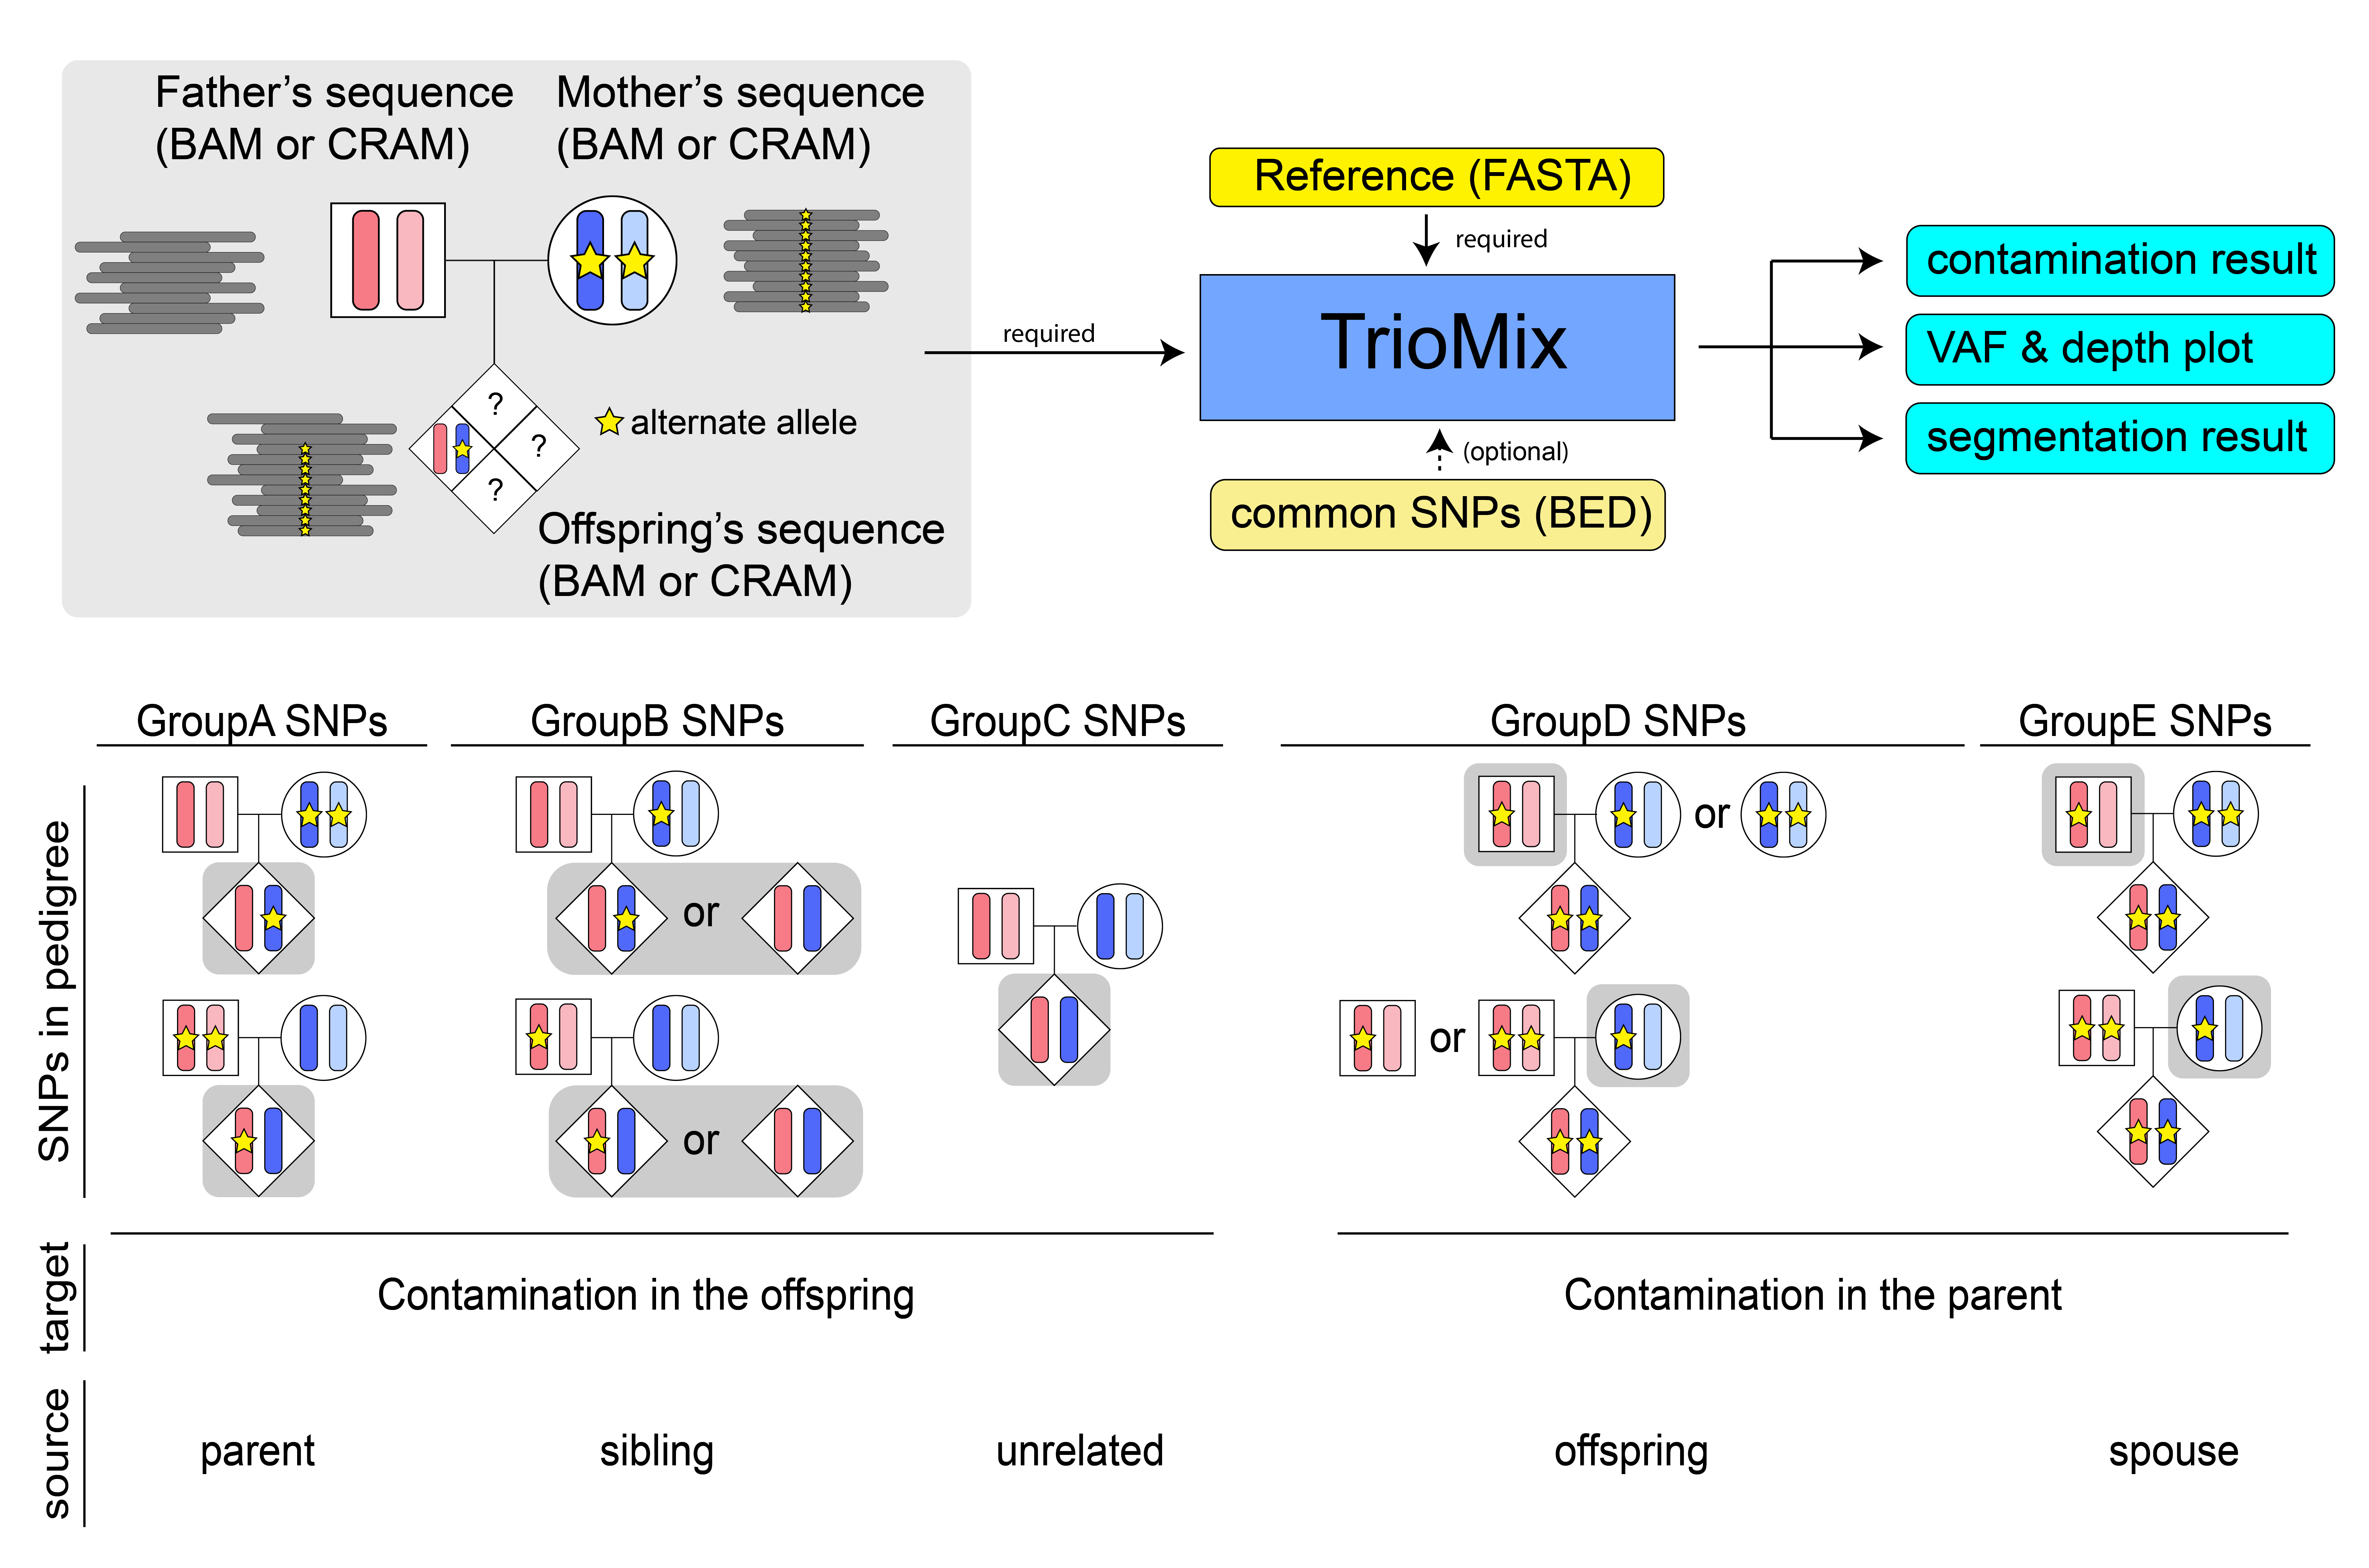 Father’s sequence
(BAM or CRAM)
Mother’s sequence
(BAM or CRAM)
?
?
?
alternate allele
Offspring’s sequence
(BAM or CRAM)
required
Reference (FASTA)
required
TrioMix
(optional)
common SNPs (BED)
contamination result
VAF & depth plot
segmentation result
GroupA SNPs
GroupB SNPs
GroupC SNPs
GroupD SNPs
GroupE SNPs
SNPs in pedigree
or
or
or
or
target
Contamination in the offspring
Contamination in the parent
source
parent
sibling
unrelated
offspring
spouse